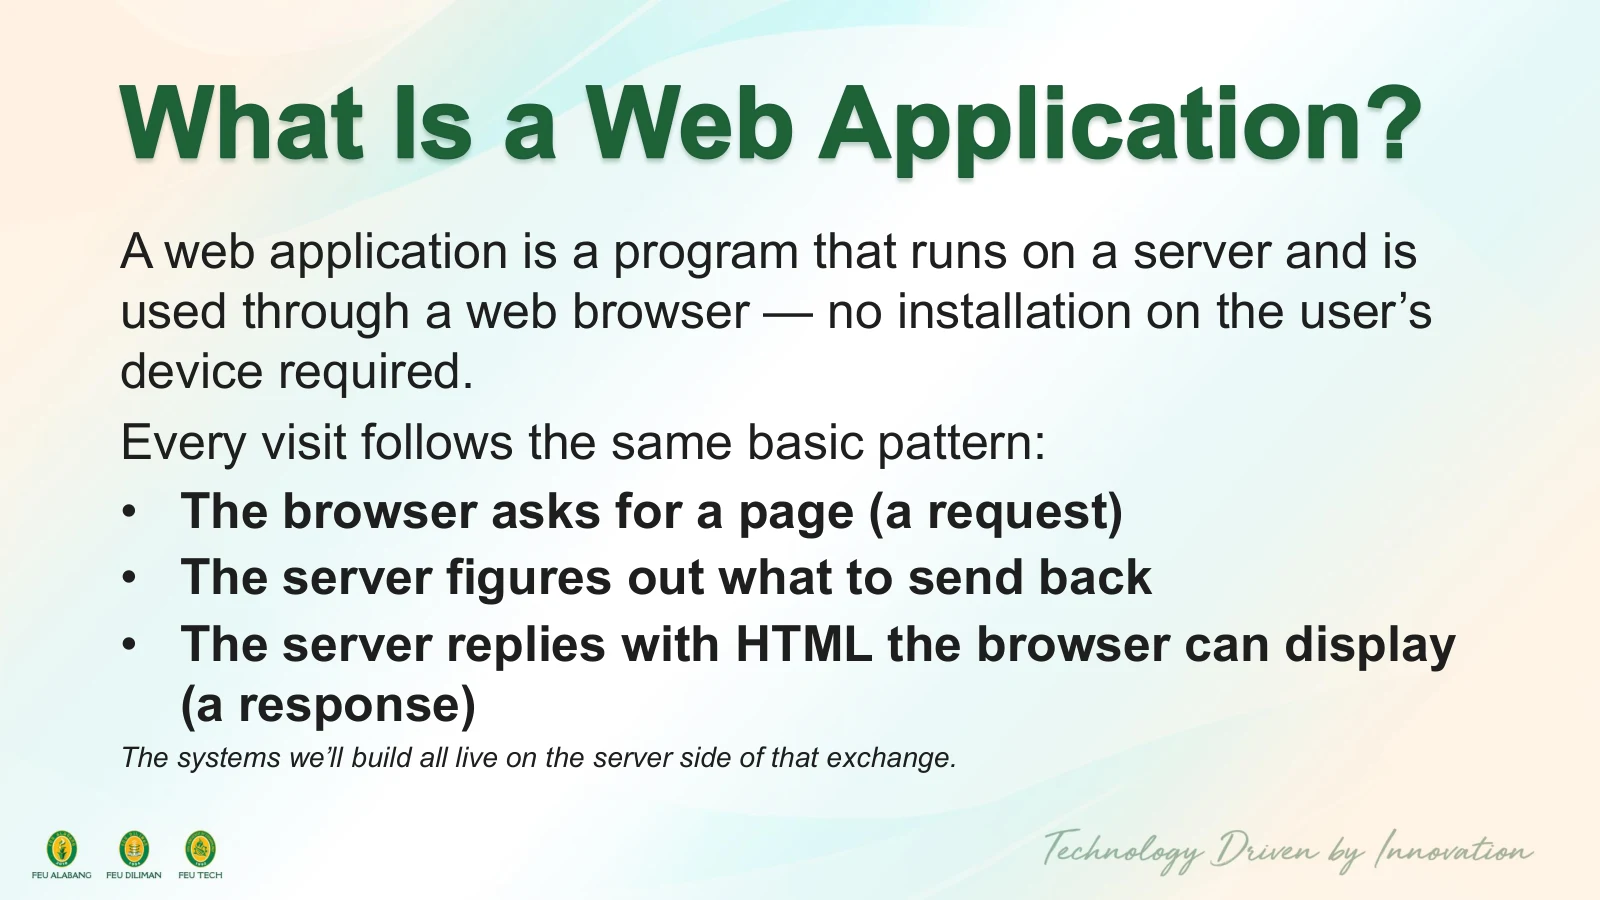 What Is a Web Application?
A web application is a program that runs on a server and is
used through a web browser — no installation on the user’s
device required.
Every visit follows the same basic pattern:
• The browser asks for a page (a request)
• The server figures out what to send back
• The server replies with HTML the browser can display
(a response)
The systems we’ll build all live on the server side of that exchange.
FEU ALABANG FEU DILIMAN FEU TECH
Technology Driven by Innovation